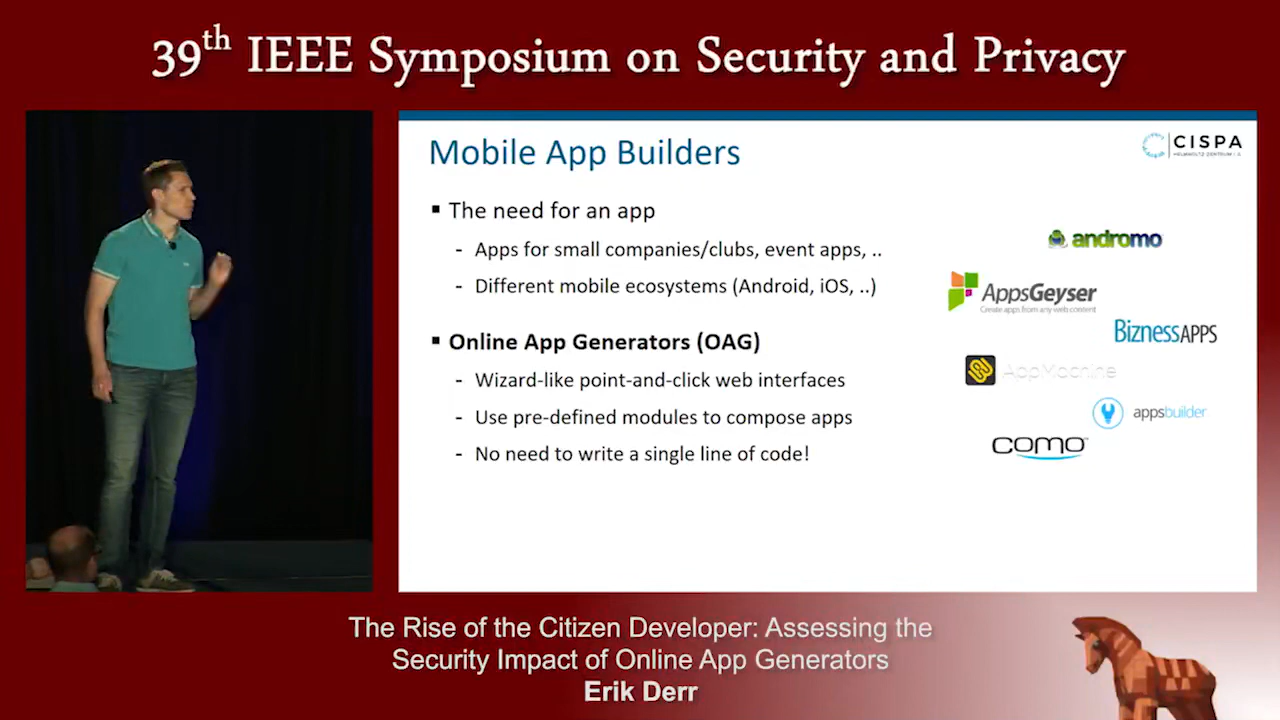 39th IEEE Symposium on Security and Privacy
Mobile App Builders
CISPA
▪ The need for an app
- Apps for small companies/clubs, event apps, ..
- Different mobile ecosystems (Android, iOS, ..)
▪ Online App Generators (OAG)
- Wizard-like point-and-click web interfaces
- Use pre-defined modules to compose apps
- No need to write a single line of code!
andromo
AppsGeyser
Create apps from any web content
BIZNESSAPPS
AppMachine
appsbuilder
como™
The Rise of the Citizen Developer: Assessing the
Security Impact of Online App Generators
Erik Derr